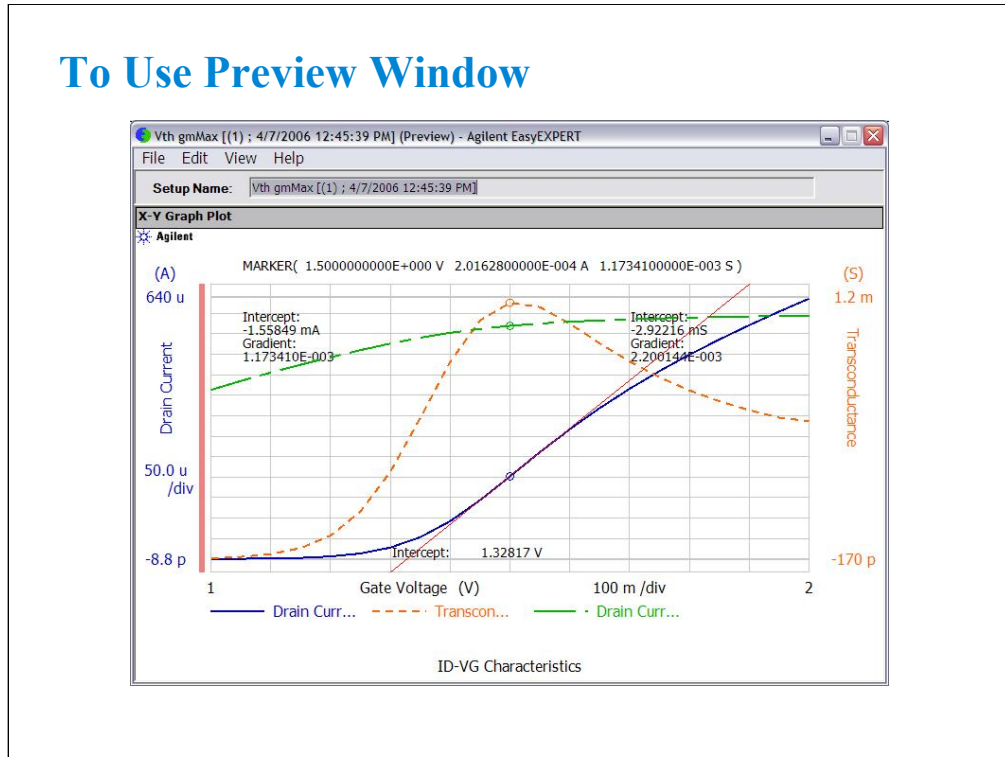 To Use Preview Window
Vth gmMax [(1) ; 4/7/2006 12:45:39 PM] (Preview) - Agilent EasyEXPERT
File Edit View Help
Setup Name: Vth gmMax [(1) ; 4/7/2006 12:45:39 PM]
X-Y Graph Plot
Agilent
MARKER( 1.5000000000E+000 V 2.0162800000E-004 A 1.1734100000E-003 S )
(A)
640 u
Drain Current
50.0 u
/div
-8.8 p
Intercept:
-1.55849 mA
Gradient:
1.173410E-003
Intercept:
-2.92216 mS
Gradient:
2.200144E-003
(S)
1.2 m
Transconductance
-170 p
Intercept: 1.32817 V
1 Gate Voltage (V) 100 m /div 2
Drain Curr... Transcon... Drain Curr...
ID-VG Characteristics